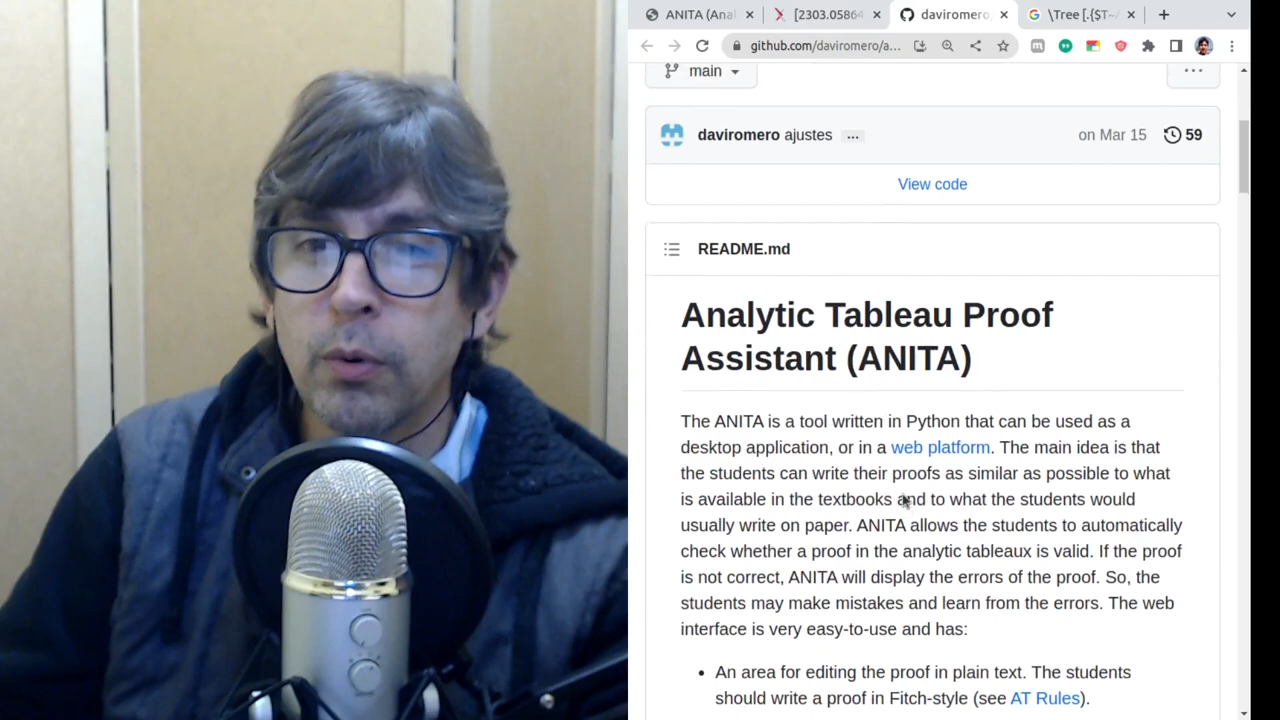 ANITA (Anal
[2303.05864
daviromero
\Tree [.{$T~
github.com/daviromero/a...
main
daviromero ajustes ... on Mar 15 59
View code
README.md
Analytic Tableau Proof
Assistant (ANITA)
The ANITA is a tool written in Python that can be used as a
desktop application, or in a web platform. The main idea is that
the students can write their proofs as similar as possible to what
is available in the textbooks and to what the students would
usually write on paper. ANITA allows the students to automatically
check whether a proof in the analytic tableaux is valid. If the proof
is not correct, ANITA will display the errors of the proof. So, the
students may make mistakes and learn from the errors. The web
interface is very easy-to-use and has:
• An area for editing the proof in plain text. The students
should write a proof in Fitch-style (see AT Rules).